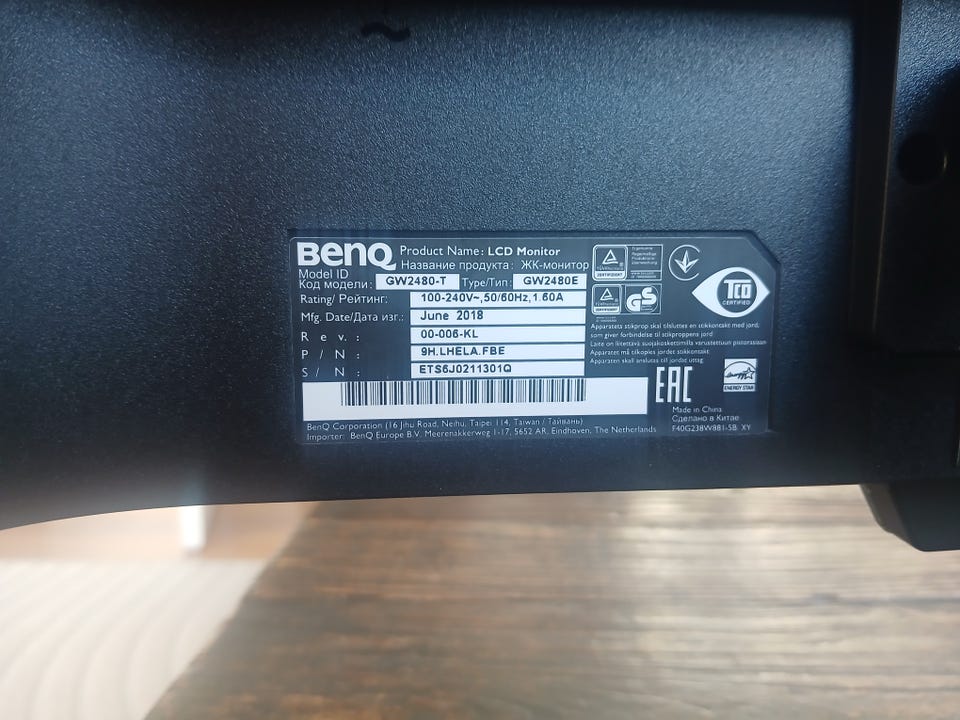 BenQ Product Name: LCD Monitor
Название продукта: ЖК-монитор
Model ID
Код модели: GW2480-T Type/Тип: GW2480E
Rating/ Рейтинг: 100-240V~,50/60Hz,1.60A
Mfg. Date/Дата изг.: June 2018
Rev.: 00-006-KL
P/N: 9H.LHELA.FBE
S/N: ETS6J0211301Q
BenQ Corporation (16 Jihu Road, Neihu, Taipei 114, Taiwan / Тайвань)
Importer: BenQ Europe B.V. Meerenakkerweg 1-17, 5652 AR, Eindhoven, The Netherlands
CERTIFIZIERT
GS
TCO
CERTIFIED
Apparatets stikprop skal tilsluttes en stikkontakt med jord,
som giver forbindelse til stikproppens jord
Laite on liitettävä suojakoskettimilla varustettuun pistorasiaan
Apparatet må tilkoples jordet stikkontakt
Apparaten skall anslutas till jordat uttag
EAC
ENERGY STAR
Made in China
Сделано в Китае
F40G238W881-5B XY